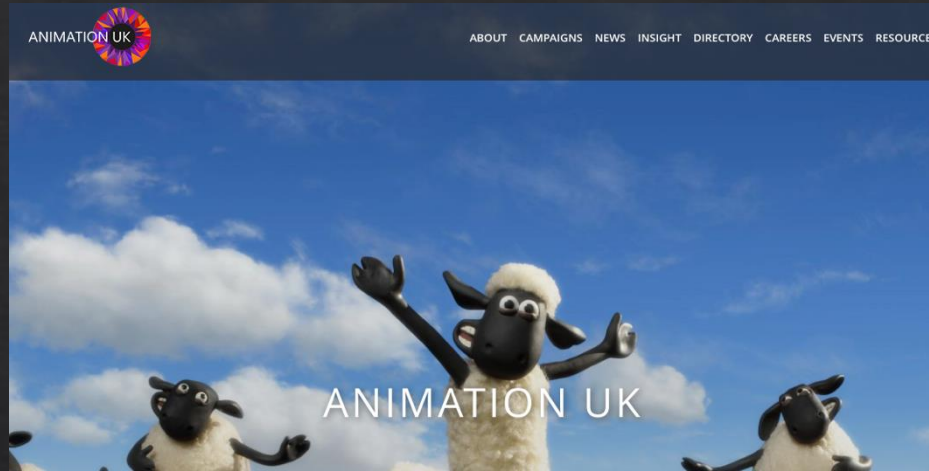 ANIMATION UK
ABOUT CAMPAIGNS NEWS INSIGHT DIRECTORY CAREERS EVENTS RESOURCE
ANIMATION UK